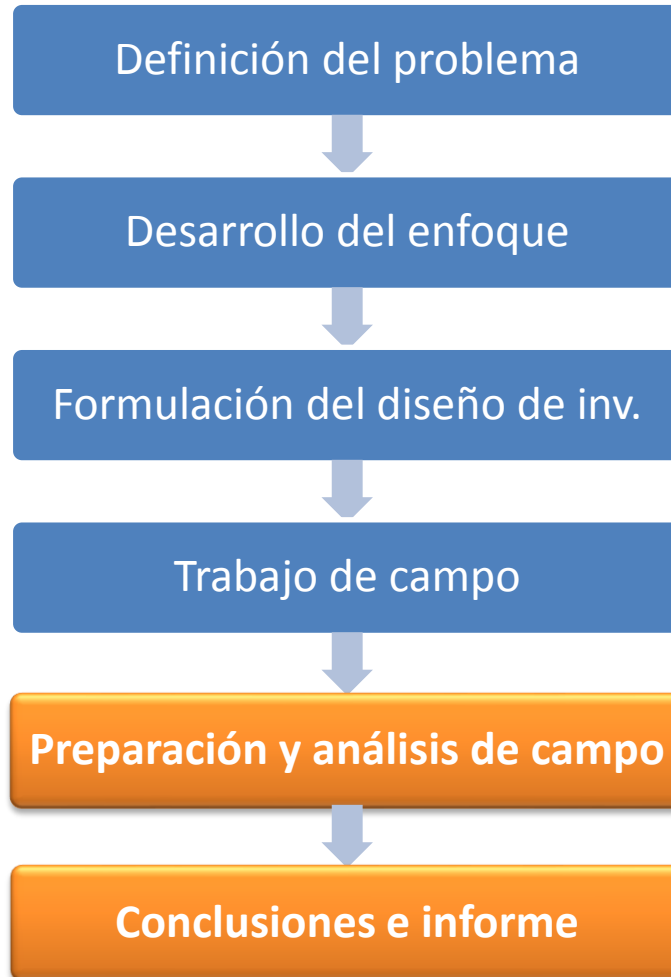 Definición del problema
Desarrollo del enfoque
Formulación del diseño de inv.
Trabajo de campo
Preparación y análisis de campo
Conclusiones e informe